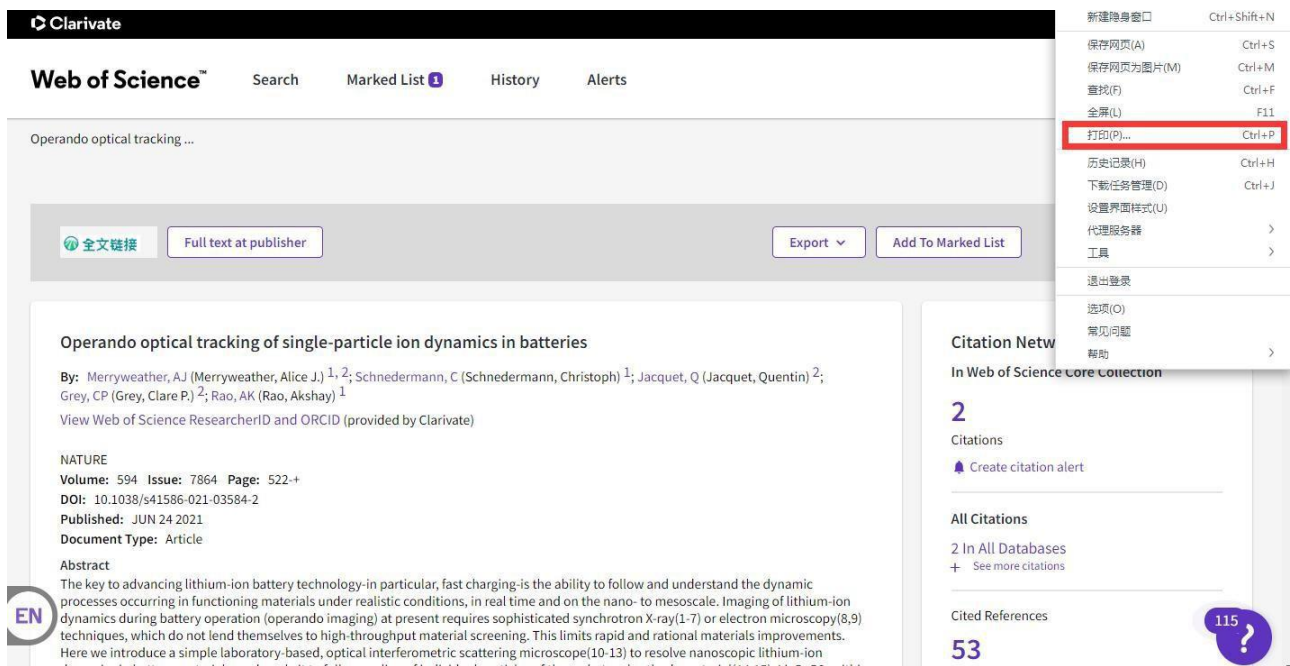 Clarivate
Web of Science™
Search
Marked List 1
History
Alerts
新建隐身窗口 Ctrl+Shift+N
保存网页(A) Ctrl+S
保存网页为图片(M) Ctrl+M
查找(F) Ctrl+F
全屏(L) F11
打印(P)... Ctrl+P
历史记录(H) Ctrl+H
下载任务管理(D) Ctrl+J
设置界面样式(U)
代理服务器
工具
退出登录
选项(O)
常见问题
帮助
Operando optical tracking ...
全文链接
Full text at publisher
Export
Add To Marked List
Operando optical tracking of single-particle ion dynamics in batteries
By: Merryweather, AJ (Merryweather, Alice J.) 1, 2; Schnedermann, C (Schnedermann, Christoph) 1; Jacquet, Q (Jacquet, Quentin) 2;
Grey, CP (Grey, Clare P.) 2; Rao, AK (Rao, Akshay) 1
View Web of Science ResearcherID and ORCID (provided by Clarivate)
NATURE
Volume: 594 Issue: 7864 Page: 522-+
DOI: 10.1038/s41586-021-03584-2
Published: JUN 24 2021
Document Type: Article
Abstract
The key to advancing lithium-ion battery technology-in particular, fast charging-is the ability to follow and understand the dynamic
processes occurring in functioning materials under realistic conditions, in real time and on the nano- to mesoscale. Imaging of lithium-ion
dynamics during battery operation (operando imaging) at present requires sophisticated synchrotron X-ray(1-7) or electron microscopy(8,9)
techniques, which do not lend themselves to high-throughput material screening. This limits rapid and rational materials improvements.
Here we introduce a simple laboratory-based, optical interferometric scattering microscope(10-13) to resolve nanoscopic lithium-ion
EN
Citation Netw
In Web of Science Core Collection
2
Citations
Create citation alert
All Citations
2 In All Databases
+ See more citations
Cited References
53
115
?